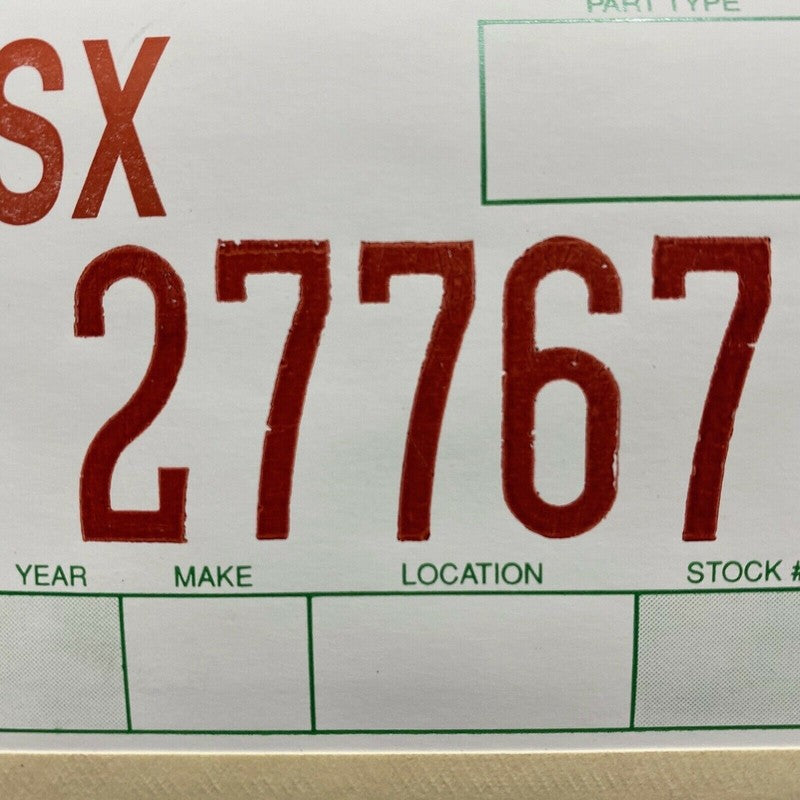 PART TYPE
SX
27767
YEAR MAKE LOCATION STOCK #